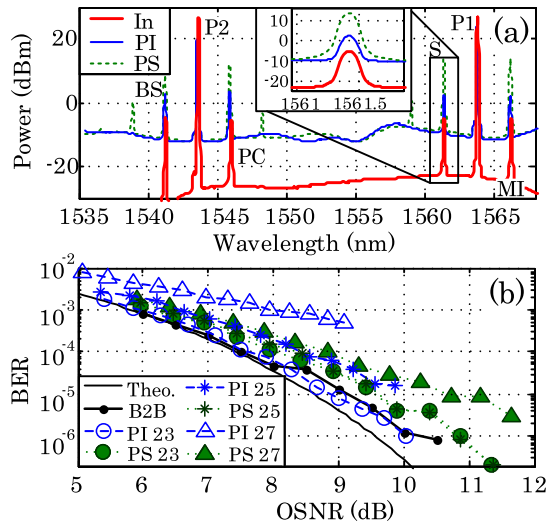 In
PI
PS
BS
P2
PC
P1
(a)
S
MI
10
0
-10
-23
1561
1561.5
20
0
-20
Power (dBm)
1535 1540 1545 1550 1555 1560 1565
Wavelength (nm)
(b)
10-2
10-3
10-4
10-5
10-6
BER
Theo.
B2B
PI 23
PS 23
PI 25
PS 25
PI 27
PS 27
5 6 7 8 9 10 11 12
OSNR (dB)